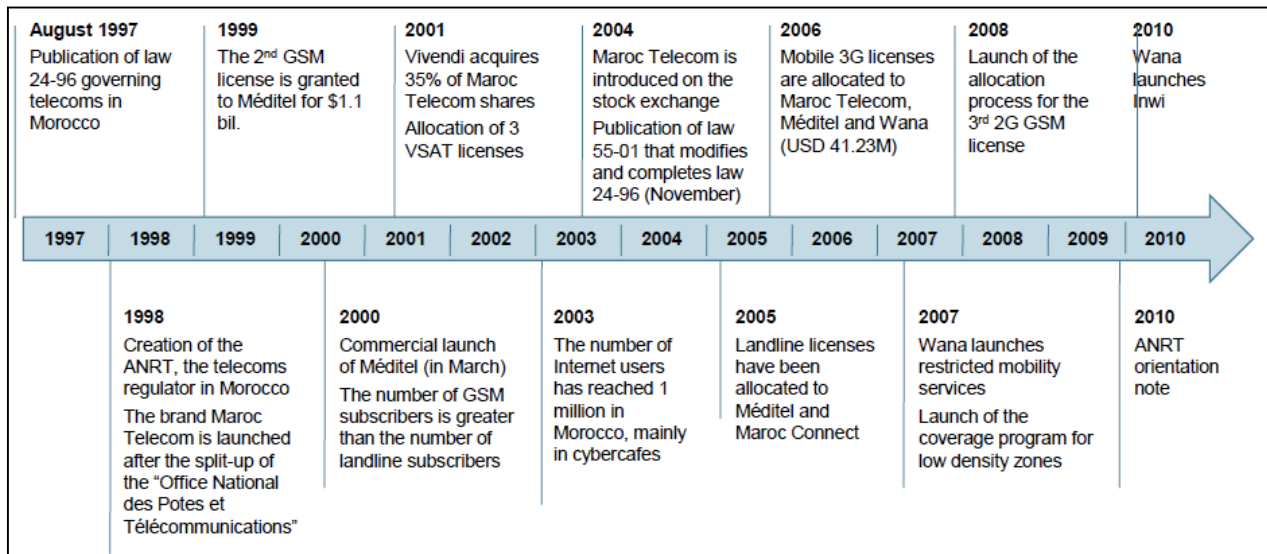 August 1997
Publication of law
24-96 governing
telecoms in
Morocco
1999
The 2nd GSM
license is granted
to Méditel for $1.1
bil.
2001
Vivendi acquires
35% of Maroc
Telecom shares
Allocation of 3
VSAT licenses
2004
Maroc Telecom is
introduced on the
stock exchange
Publication of law
55-01 that modifies
and completes law
24-96 (November)
2006
Mobile 3G licenses
are allocated to
Maroc Telecom,
Méditel and Wana
(USD 41.23M)
2008
Launch of the
allocation
process for the
3rd 2G GSM
license
2010
Wana
launches
Inwi
1997 1998 1999 2000 2001 2002 2003 2004 2005 2006 2007 2008 2009 2010
1998
Creation of the
ANRT, the telecoms
regulator in Morocco
The brand Maroc
Telecom is launched
after the split-up of
the “Office National
des Potes et
Télécommunications”
2000
Commercial launch
of Méditel (in March)
The number of GSM
subscribers is greater
than the number of
landline subscribers
2003
The number of
Internet users
has reached 1
million in
Morocco, mainly
in cybercafes
2005
Landline licenses
have been
allocated to
Méditel and
Maroc Connect
2007
Wana launches
restricted mobility
services
Launch of the
coverage program for
low density zones
2010
ANRT
orientation
note